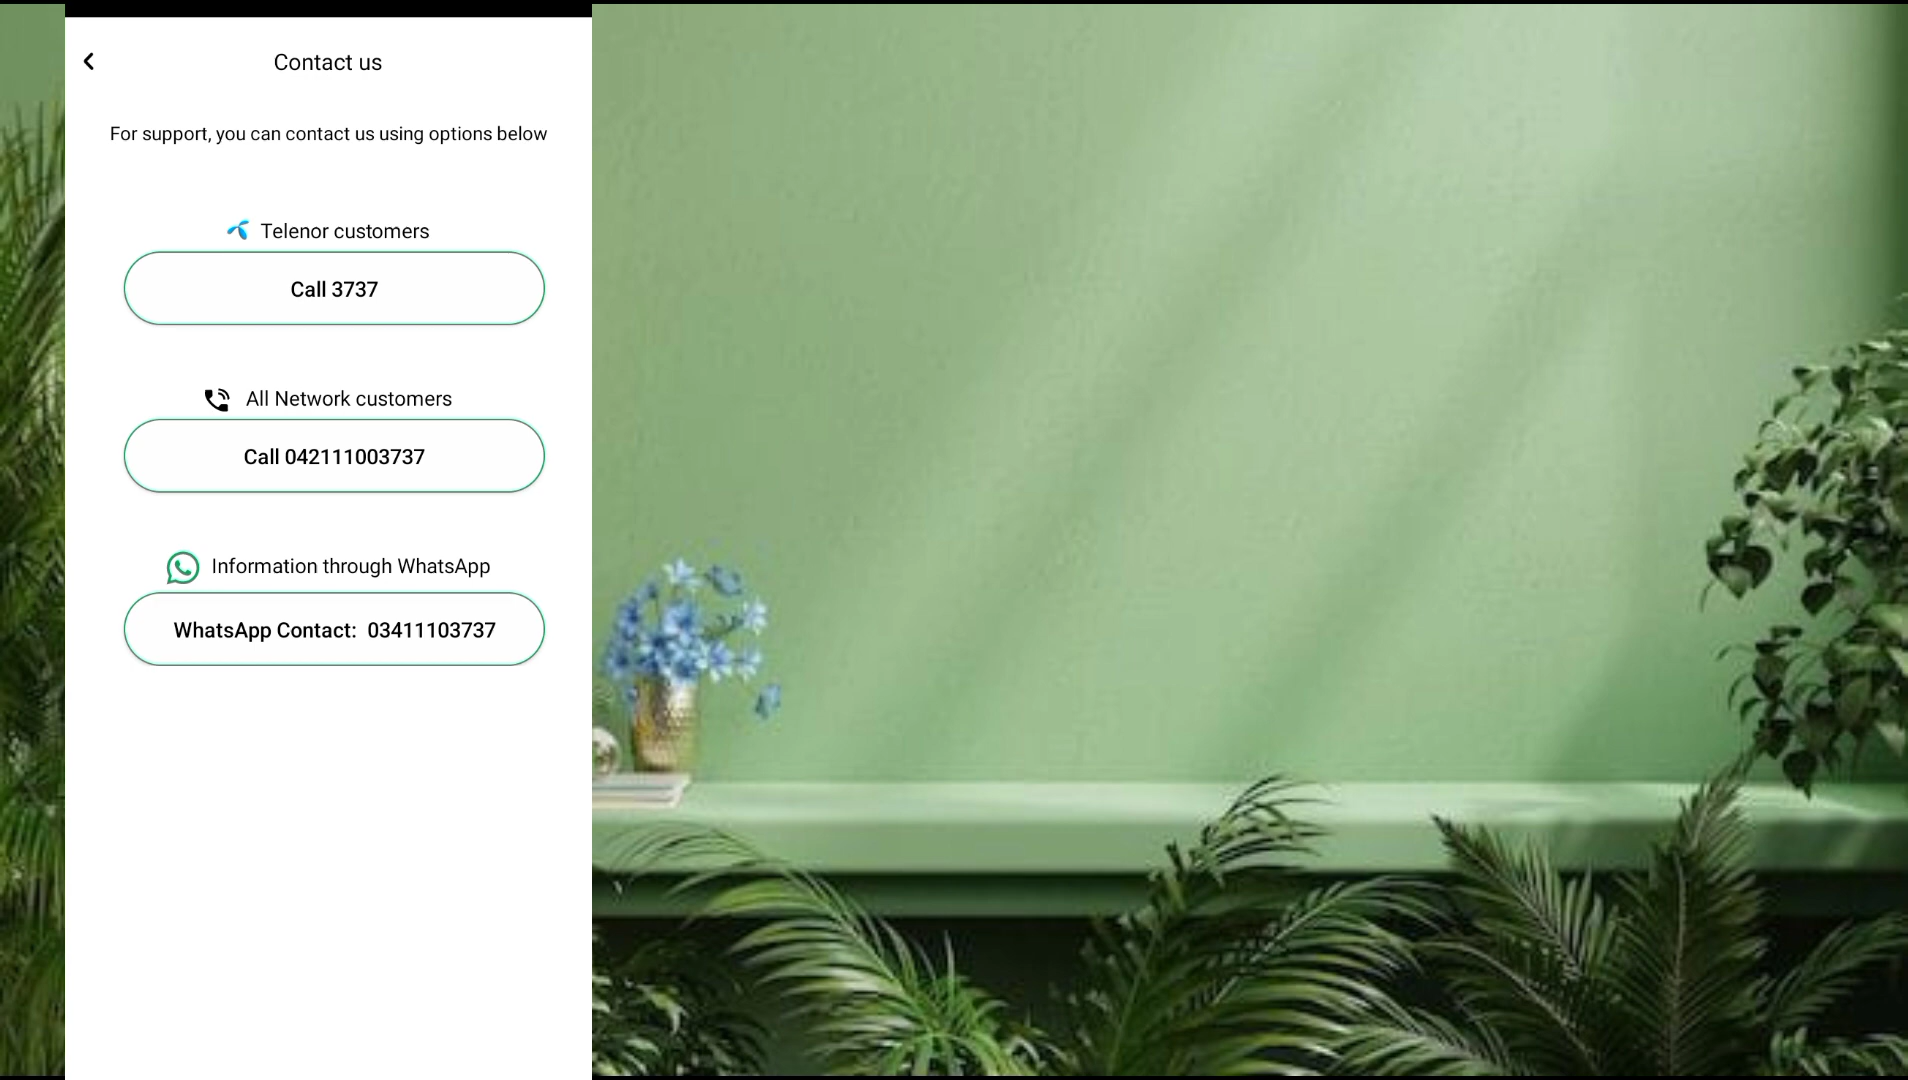 Contact us
For support, you can contact us using options below
Telenor customers
Call 3737
All Network customers
Call 042111003737
Information through WhatsApp
WhatsApp Contact: 03411103737